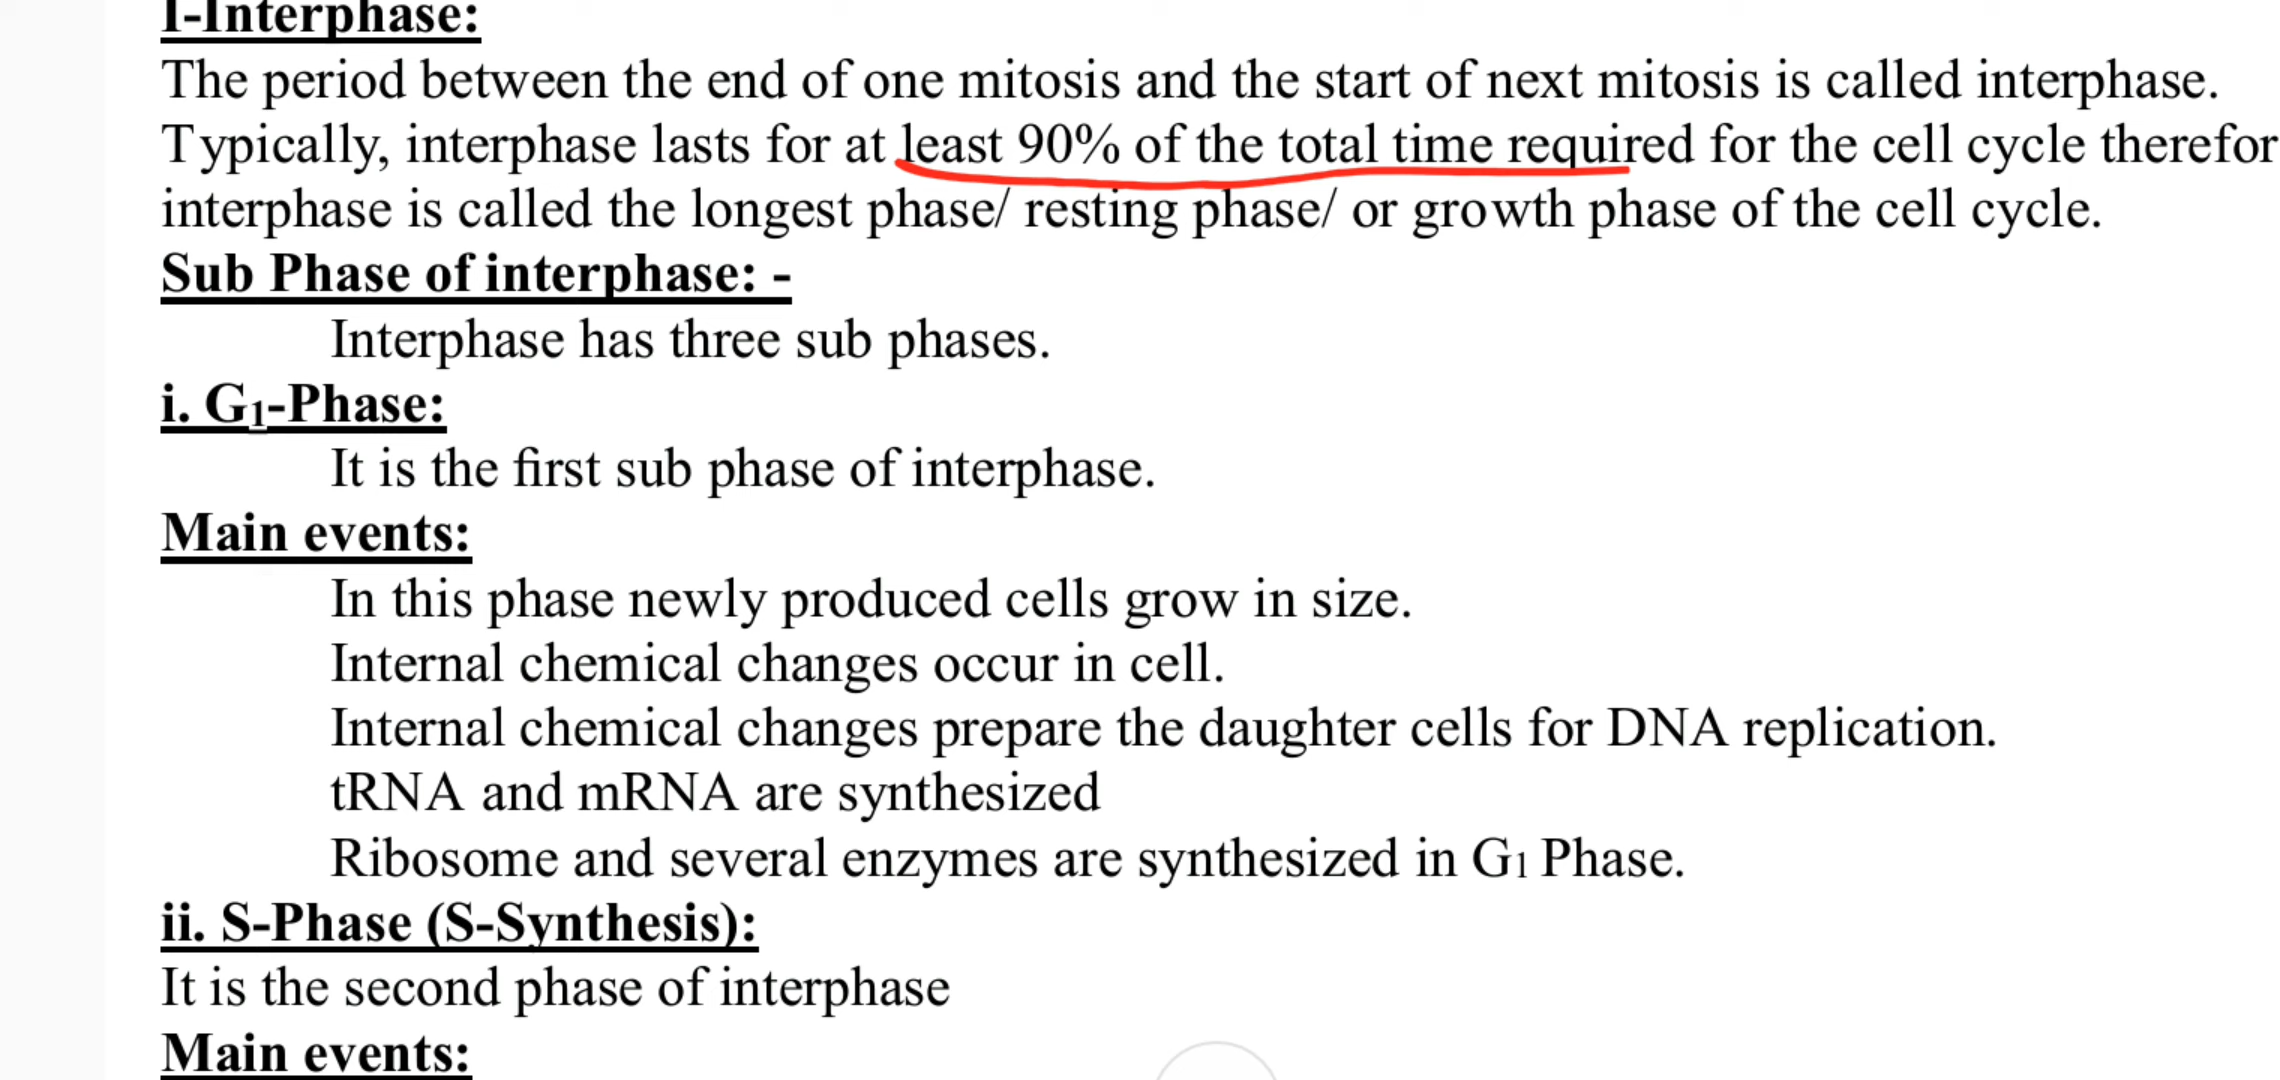 I-Interphase:
The period between the end of one mitosis and the start of next mitosis is called interphase.
Typically, interphase lasts for at least 90% of the total time required for the cell cycle therefor
interphase is called the longest phase/ resting phase/ or growth phase of the cell cycle.
Sub Phase of interphase: -
Interphase has three sub phases.
i. G₁-Phase:
It is the first sub phase of interphase.
Main events:
In this phase newly produced cells grow in size.
Internal chemical changes occur in cell.
Internal chemical changes prepare the daughter cells for DNA replication.
tRNA and mRNA are synthesized
Ribosome and several enzymes are synthesized in G₁ Phase.
ii. S-Phase (S-Synthesis):
It is the second phase of interphase
Main events: